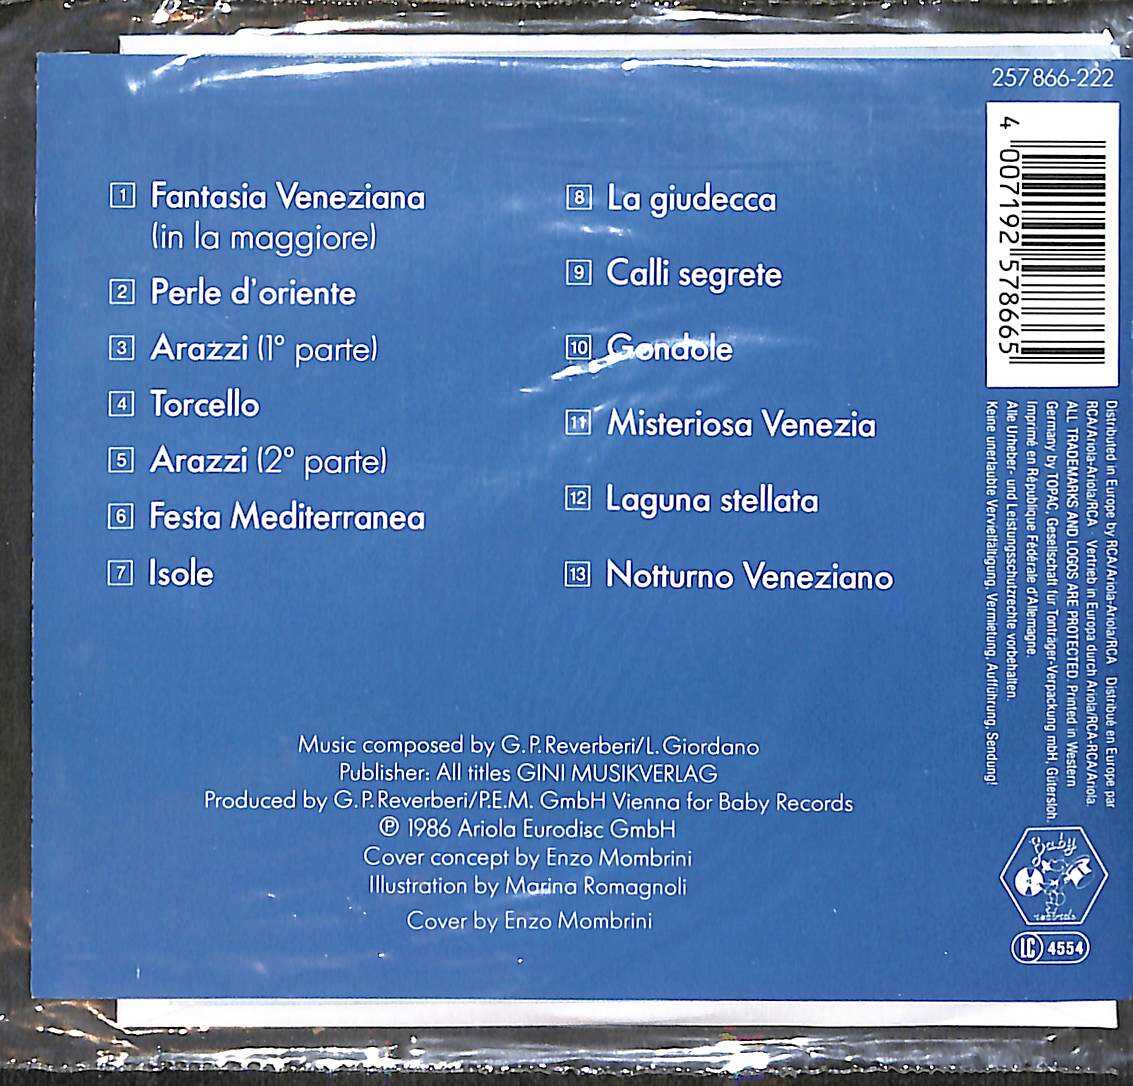 257 866-222
1 Fantasia Veneziana
(in la maggiore)
2 Perle d'oriente
3 Arazzi (1° parte)
4 Torcello
5 Arazzi (2° parte)
6 Festa Mediterranea
7 Isole
8 La giudecca
9 Calli segrete
10 Gondole
11 Misteriosa Venezia
12 Laguna stellata
13 Notturno Veneziano
Music composed by G. P. Reverberi/L. Giordano
Publisher: All titles GINI MUSIKVERLAG
Produced by G. P. Reverberi/P.E.M. GmbH Vienna for Baby Records
℗ 1986 Ariola Eurodisc GmbH
Cover concept by Enzo Mombrini
Illustration by Marina Romagnoli
Cover by Enzo Mombrini
4 007192 578665
Distributed in Europe by RCA/Ariola-Ariola/RCA Distribué en Europe par
RCA/Ariola-Ariola/RCA Vertrieb in Europa durch Ariola/RCA-RCA/Ariola.
ALL TRADEMARKS AND LOGOS ARE PROTECTED. Printed in Western
Germany by TOPAC, Gesellschaft für Tonträger-Verpackung mbH, Gütersloh.
Imprimé en République Fédérale d'Allemagne.
Alle Urheber- und Leistungsschutzrechte vorbehalten.
Keine unerlaubte Vervielfältigung, Vermietung, Aufführung, Sendung!
Baby
records
LC 4554